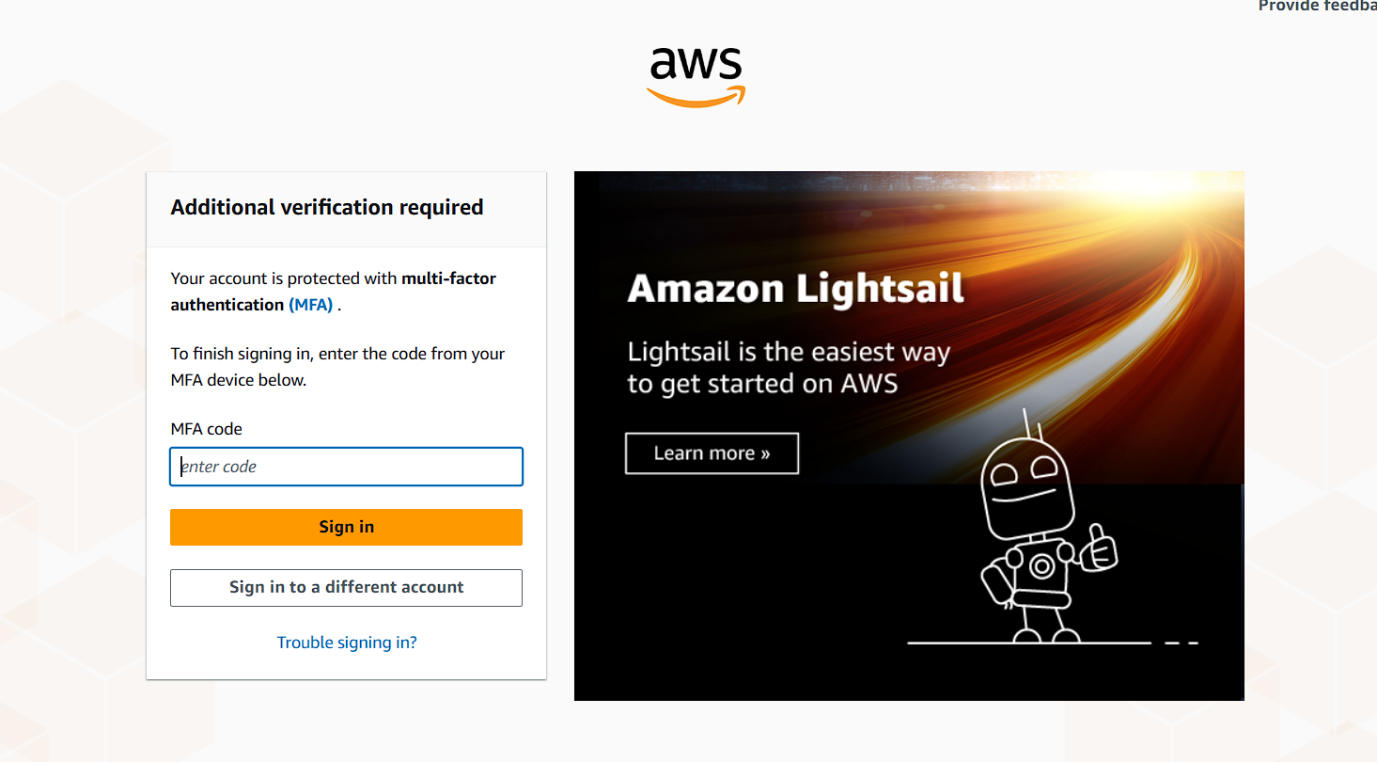 Provide feedba
aws
Additional verification required
Your account is protected with multi-factor
authentication (MFA) .
To finish signing in, enter the code from your
MFA device below.
MFA code
enter code
Sign in
Sign in to a different account
Trouble signing in?
Amazon Lightsail
Lightsail is the easiest way
to get started on AWS
Learn more »